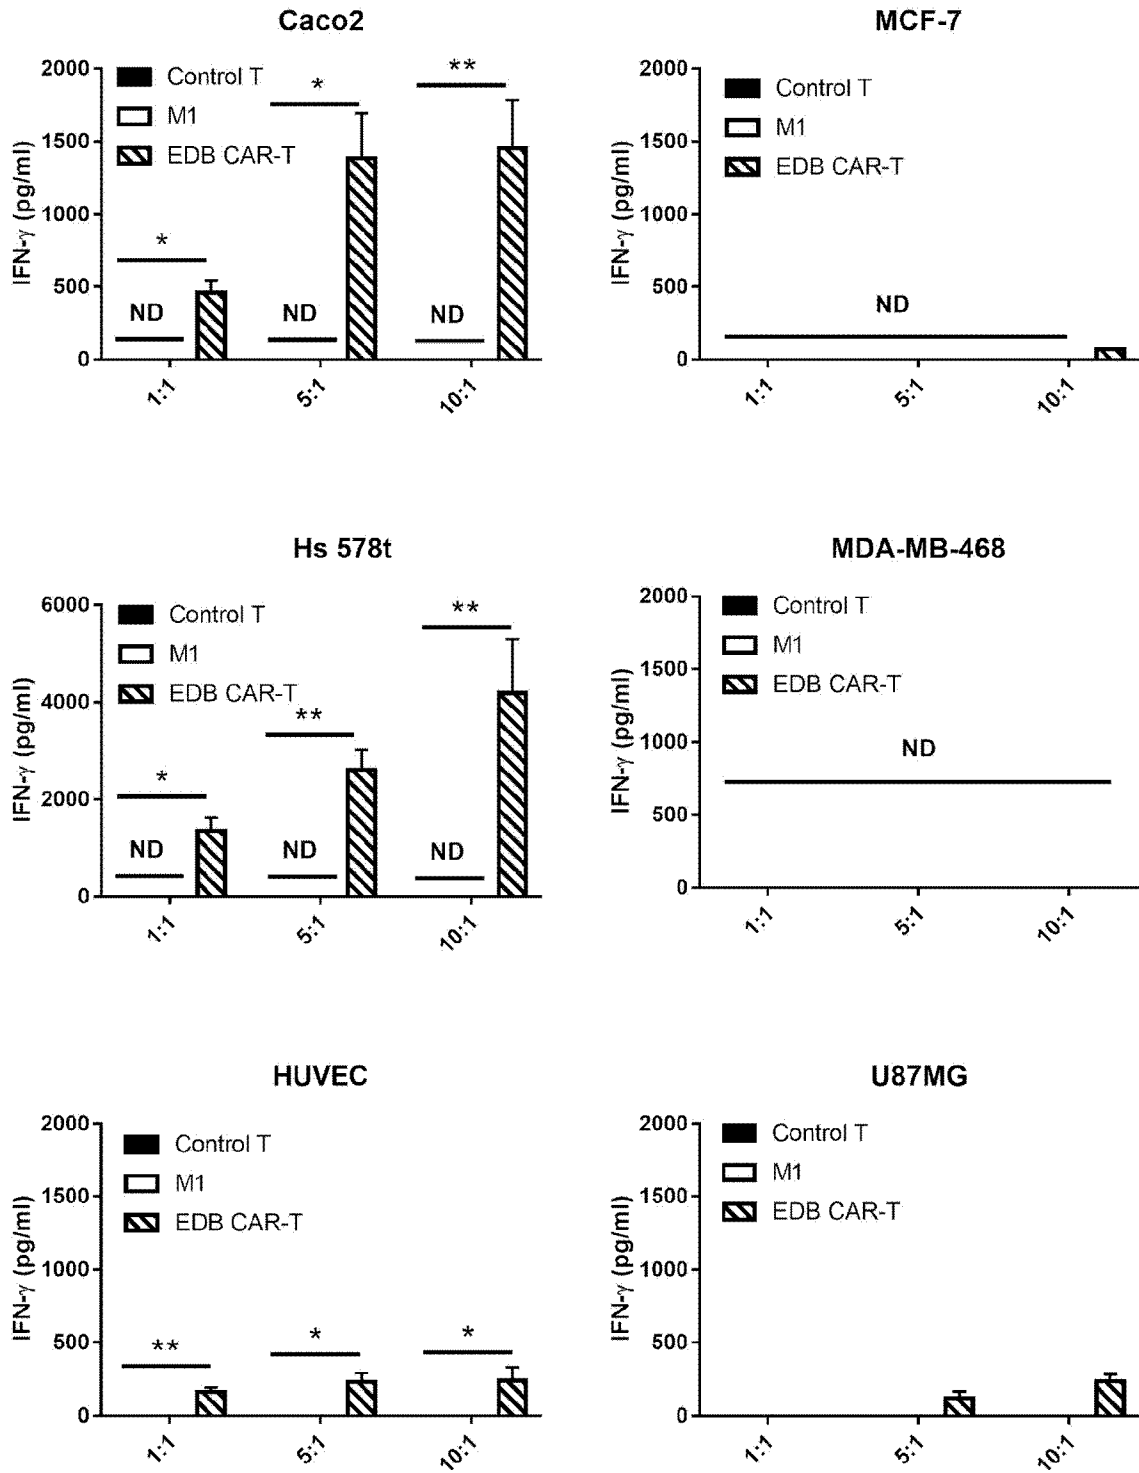 Caco2
IFN-γ (pg/ml)
2000
1500
1000
500
0
Control T
M1
EDB CAR-T
*
*
**
ND
ND
ND
1:1
5:1
10:1
MCF-7
IFN-γ (pg/ml)
2000
1500
1000
500
0
Control T
M1
EDB CAR-T
ND
1:1
5:1
10:1
Hs 578t
IFN-γ (pg/ml)
6000
4000
2000
0
Control T
M1
EDB CAR-T
*
**
**
ND
ND
ND
1:1
5:1
10:1
MDA-MB-468
IFN-γ (pg/ml)
2000
1500
1000
500
0
Control T
M1
EDB CAR-T
ND
1:1
5:1
10:1
HUVEC
IFN-γ (pg/ml)
2000
1500
1000
500
0
Control T
M1
EDB CAR-T
**
*
*
1:1
5:1
10:1
U87MG
IFN-γ (pg/ml)
2000
1500
1000
500
0
Control T
M1
EDB CAR-T
1:1
5:1
10:1